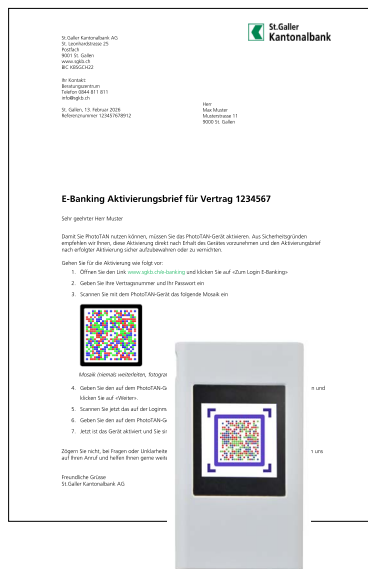 St.Galler
Kantonalbank
St.Galler Kantonalbank AG
St. Leonhardstrasse 25
Postfach
9001 St. Gallen
www.sgkb.ch
BIC KBSGCH22
Ihr Kontakt:
Beratungszentrum
Telefon 0844 811 811
info@sgkb.ch
St. Gallen, 13. Februar 2026
Referenznummer 123457678912
Herr
Max Muster
Musterstrasse 11
9000 St. Gallen
E-Banking Aktivierungsbrief für Vertrag 1234567
Sehr geehrter Herr Muster
Damit Sie PhotoTAN nutzen können, müssen Sie das PhotoTAN-Gerät aktivieren. Aus Sicherheitsgründen
empfehlen wir Ihnen, diese Aktivierung direkt nach Erhalt des Gerätes vorzunehmen und den Aktivierungsbrief
nach erfolgter Aktivierung sicher aufzubewahren oder zu vernichten.
Gehen Sie für die Aktivierung wie folgt vor:
1. Öffnen Sie den Link www.sgkb.ch/e-banking und klicken Sie auf «Zum Login E-Banking»
2. Geben Sie Ihre Vertragsnummer und Ihr Passwort ein
3. Scannen Sie mit dem PhotoTAN-Gerät das folgende Mosaik ein
Mosaik (niemals) weiterleiten, fotogra
4. Geben Sie den auf dem PhotoTAN-G n und
klicken Sie auf «Weiter».
5. Scannen Sie jetzt das auf der Loginm
6. Geben Sie den auf dem PhotoTAN-G
7. Jetzt ist das Gerät aktiviert und Sie si
Zögern Sie nicht, bei Fragen oder Unklarheite uns
auf Ihren Anruf und helfen Ihnen gerne weit
Freundliche Grüsse
St.Galler Kantonalbank AG